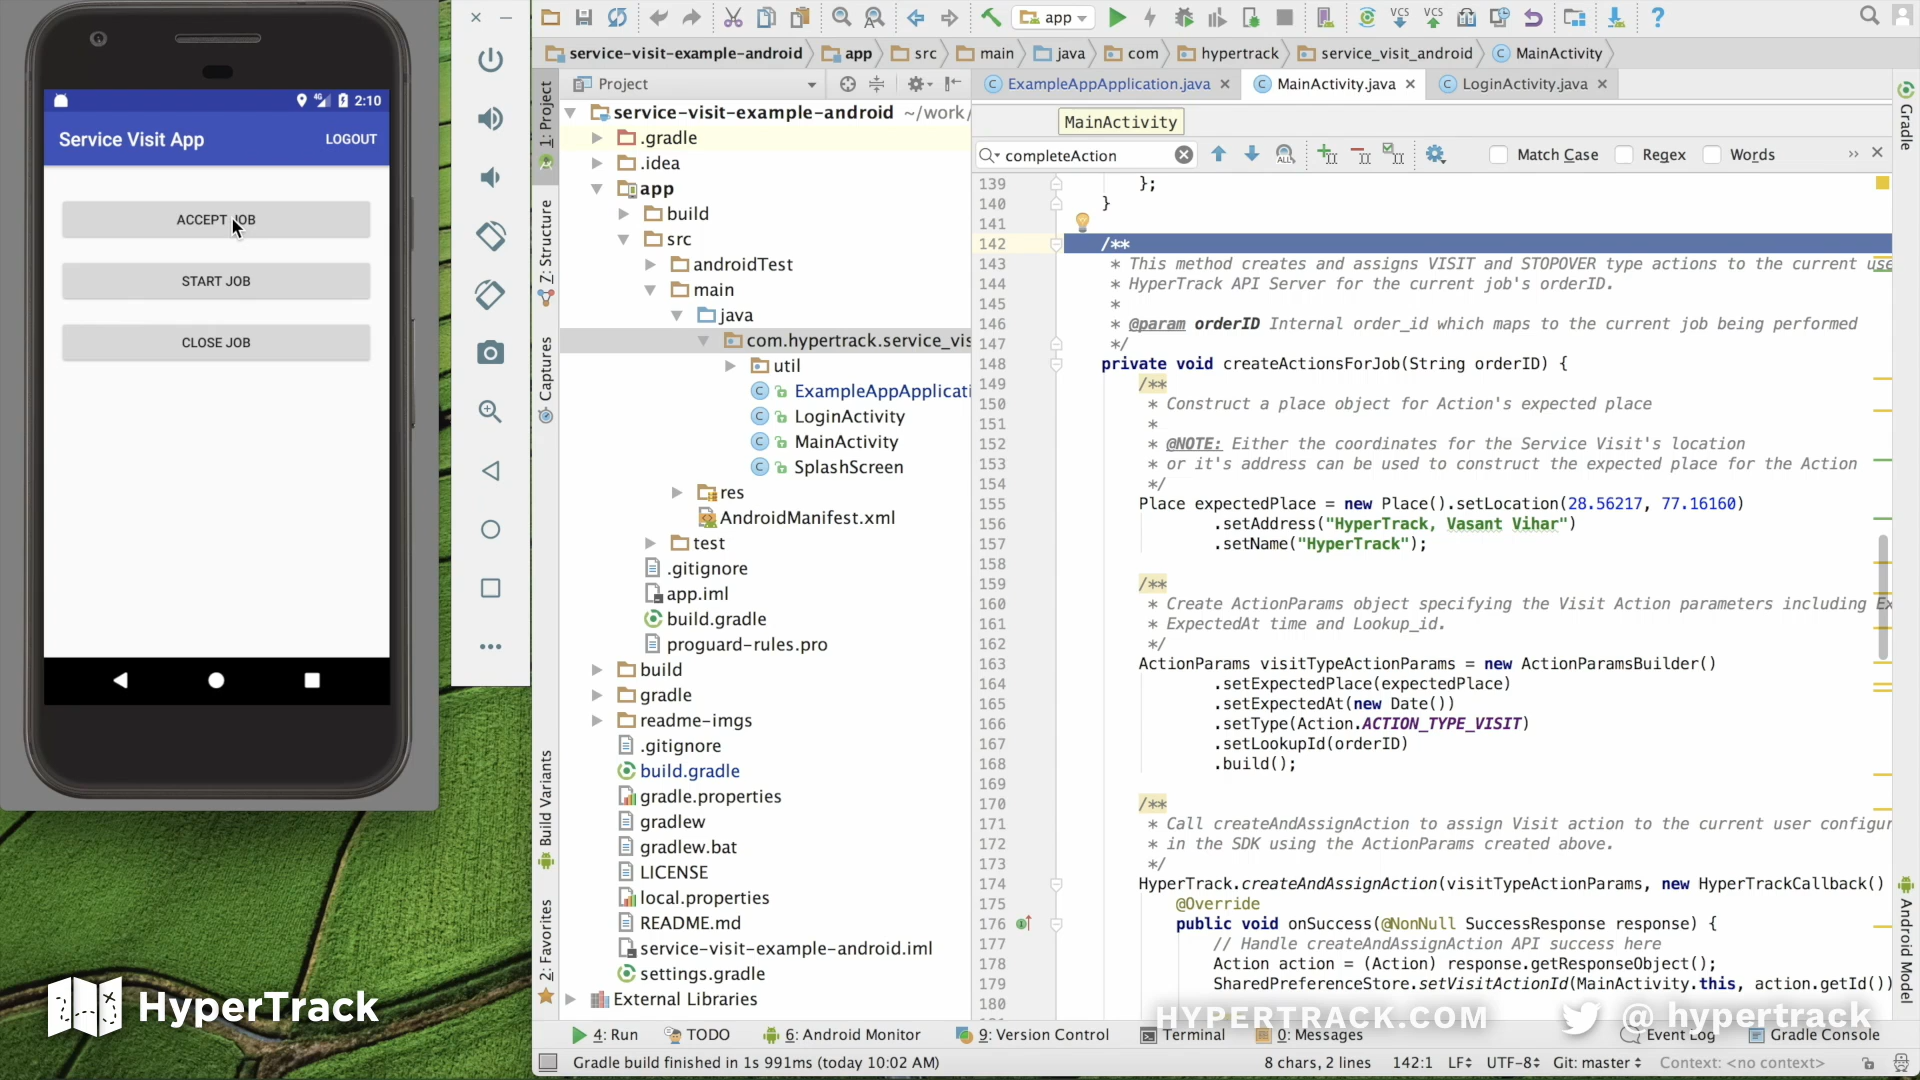 2:10
Service Visit App
LOGOUT
ACCEPT JOB
START JOB
CLOSE JOB
HyperTrack
app
VCS
VCS
?
service-visit-example-android
app
src
main
java
com
hypertrack
service_visit_android
MainActivity
Project
ExampleAppApplication.java
MainActivity.java
LoginActivity.java
MainActivity
completeAction
Match Case
Regex
Words
1: Project
Z: Structure
Captures
Build Variants
2: Favorites
service-visit-example-android ~/work/
.gradle
.idea
app
build
src
androidTest
main
java
com.hypertrack.service_vis
util
ExampleAppApplicati
LoginActivity
MainActivity
SplashScreen
res
AndroidManifest.xml
test
.gitignore
app.iml
build.gradle
proguard-rules.pro
build
gradle
readme-imgs
.gitignore
build.gradle
gradle.properties
gradlew
gradlew.bat
LICENSE
local.properties
README.md
service-visit-example-android.iml
settings.gradle
External Libraries
139 };
140 }
141
142 /**
143 * This method creates and assigns VISIT and STOPOVER type actions to the current use
144 * HyperTrack API Server for the current job's orderID.
145 *
146 * @param orderID Internal order_id which maps to the current job being performed
147 */
148 private void createActionsForJob(String orderID) {
149 /**
150 * Construct a place object for Action's expected place
151 *
152 * @NOTE: Either the coordinates for the Service Visit's location
153 * or it's address can be used to construct the expected place for the Action
154 */
155 Place expectedPlace = new Place().setLocation(28.56217, 77.16160)
156 .setAddress("HyperTrack, Vasant Vihar")
157 .setName("HyperTrack");
158
159 /**
160 * Create ActionParams object specifying the Visit Action parameters including Ex
161 * ExpectedAt time and Lookup_id.
162 */
163 ActionParams visitTypeActionParams = new ActionParamsBuilder()
164 .setExpectedPlace(expectedPlace)
165 .setExpectedAt(new Date())
166 .setType(Action.ACTION_TYPE_VISIT)
167 .setLookupId(orderID)
168 .build();
169
170 /**
171 * Call createAndAssignAction to assign Visit action to the current user configur
172 * in the SDK using the ActionParams created above.
173 */
174 HyperTrack.createAndAssignAction(visitTypeActionParams, new HyperTrackCallback()
175 @Override
176 public void onSuccess(@NonNull SuccessResponse response) {
177 // Handle createAndAssignAction API success here
178 Action action = (Action) response.getResponseObject();
179 SharedPreferenceStore.setVisitActionId(MainActivity.this, action.getId())
180
Gradle
Android Model
HYPERTRACK.COM
@ hypertrack
4: Run
TODO
6: Android Monitor
9: Version Control
Terminal
0: Messages
Event Log
Gradle Console
Gradle build finished in 1s 991ms (today 10:02 AM)
8 chars, 2 lines
142:1
LF
UTF-8
Git: master
Context: <no context>